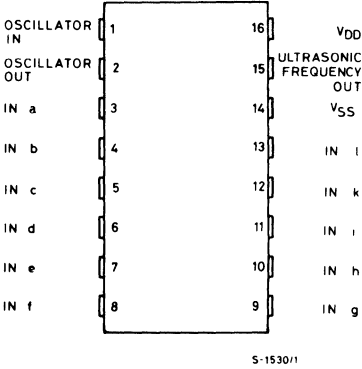 OSCILLATOR
IN
1
16
VDD
OSCILLATOR
OUT
2
15
ULTRASONIC
FREQUENCY
OUT
IN a
3
14
VSS
IN b
4
13
IN l
IN c
5
12
IN k
IN d
6
11
IN i
IN e
7
10
IN h
IN f
8
9
IN g
S-1530/1